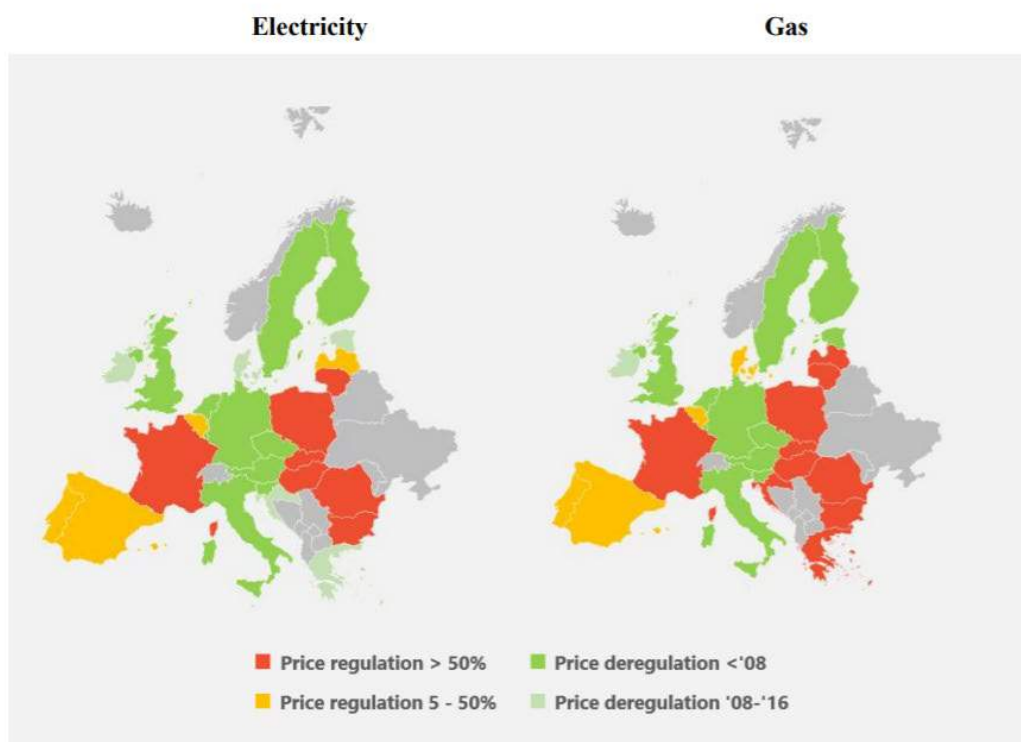 Electricity
Gas
Price regulation > 50%
Price deregulation <'08
Price regulation 5 - 50%
Price deregulation '08-'16